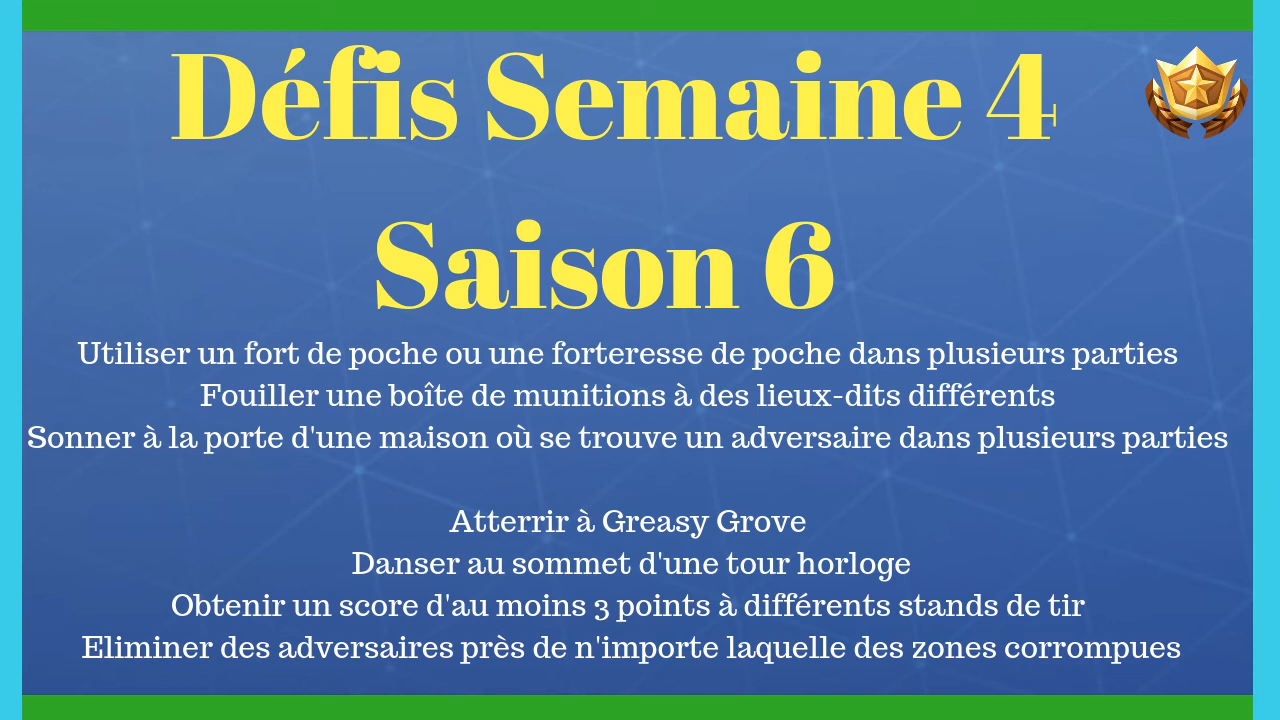 Défis Semaine 4
Saison 6
Utiliser un fort de poche ou une forteresse de poche dans plusieurs parties
Fouiller une boîte de munitions à des lieux-dits différents
Sonner à la porte d'une maison où se trouve un adversaire dans plusieurs parties
Atterrir à Greasy Grove
Danser au sommet d'une tour horloge
Obtenir un score d'au moins 3 points à différents stands de tir
Eliminer des adversaires près de n'importe laquelle des zones corrompues